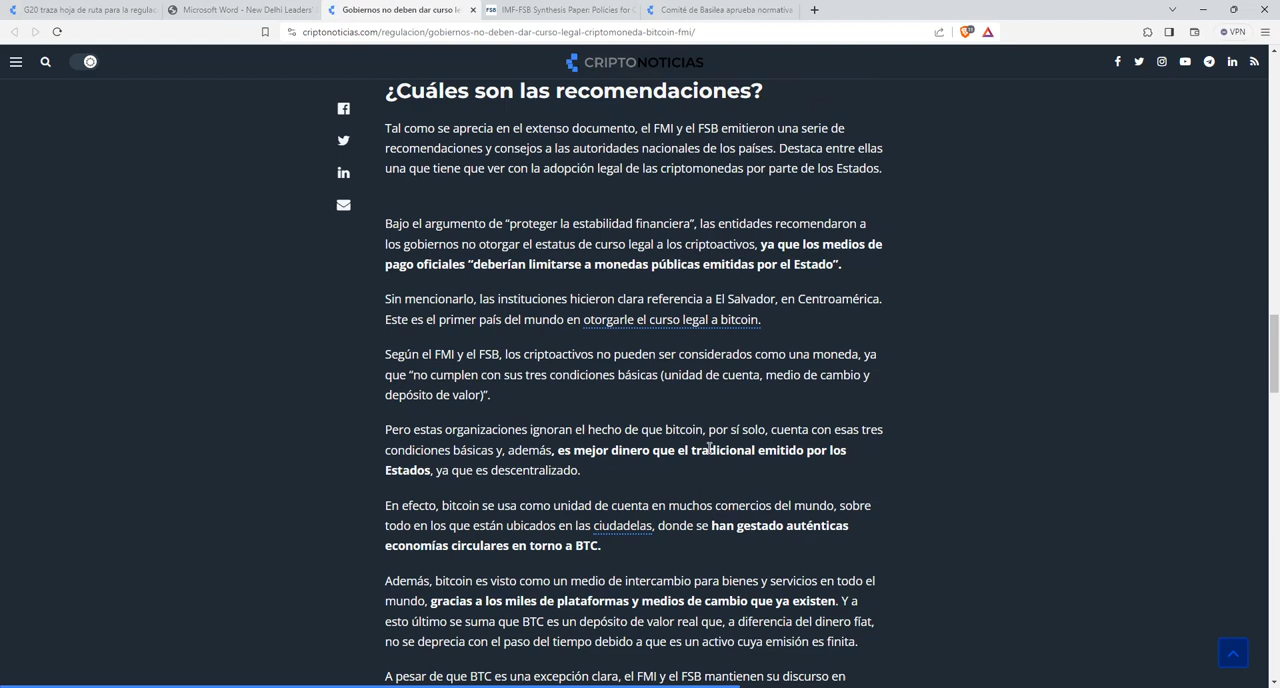 G20 traza hoja de ruta para la regulac
Microsoft Word - New Delhi Leaders'
Gobiernos no deben dar curso le
FSB IMF-FSB Synthesis Paper: Policies for C
Comité de Basilea aprueba normativa
criptonoticias.com/regulacion/gobiernos-no-deben-dar-curso-legal-criptomoneda-bitcoin-fmi/
VPN
CRIPTONOTICIAS
¿Cuáles son las recomendaciones?
Tal como se aprecia en el extenso documento, el FMI y el FSB emitieron una serie de
recomendaciones y consejos a las autoridades nacionales de los países. Destaca entre ellas
una que tiene que ver con la adopción legal de las criptomonedas por parte de los Estados.
Bajo el argumento de “proteger la estabilidad financiera”, las entidades recomendaron a
los gobiernos no otorgar el estatus de curso legal a los criptoactivos, ya que los medios de
pago oficiales “deberían limitarse a monedas públicas emitidas por el Estado”.
Sin mencionarlo, las instituciones hicieron clara referencia a El Salvador, en Centroamérica.
Este es el primer país del mundo en otorgarle el curso legal a bitcoin.
Según el FMI y el FSB, los criptoactivos no pueden ser considerados como una moneda, ya
que “no cumplen con sus tres condiciones básicas (unidad de cuenta, medio de cambio y
depósito de valor)”.
Pero estas organizaciones ignoran el hecho de que bitcoin, por sí solo, cuenta con esas tres
condiciones básicas y, además, es mejor dinero que el tradicional emitido por los
Estados, ya que es descentralizado.
En efecto, bitcoin se usa como unidad de cuenta en muchos comercios del mundo, sobre
todo en los que están ubicados en las ciudadelas, donde se han gestado auténticas
economías circulares en torno a BTC.
Además, bitcoin es visto como un medio de intercambio para bienes y servicios en todo el
mundo, gracias a los miles de plataformas y medios de cambio que ya existen. Y a
esto último se suma que BTC es un depósito de valor real que, a diferencia del dinero fíat,
no se deprecia con el paso del tiempo debido a que es un activo cuya emisión es finita.
A pesar de que BTC es una excepción clara, el FMI y el FSB mantienen su discurso en